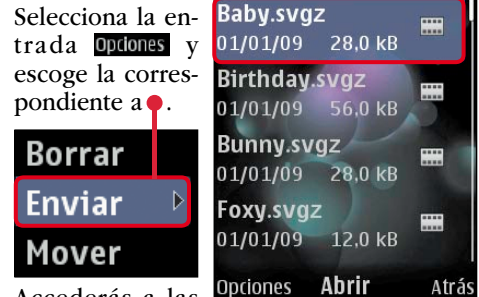 Selecciona la en-
trada Opciones y
escoge la corres-
pondiente a .
Borrar
Enviar
Mover
Accederás a las
Baby.svgz
01/01/09 28,0 kB
Birthday.svgz
01/01/09 56,0 kB
Bunny.svgz
01/01/09 28,0 kB
Foxy.svgz
01/01/09 12,0 kB
Opciones Abrir Atrás